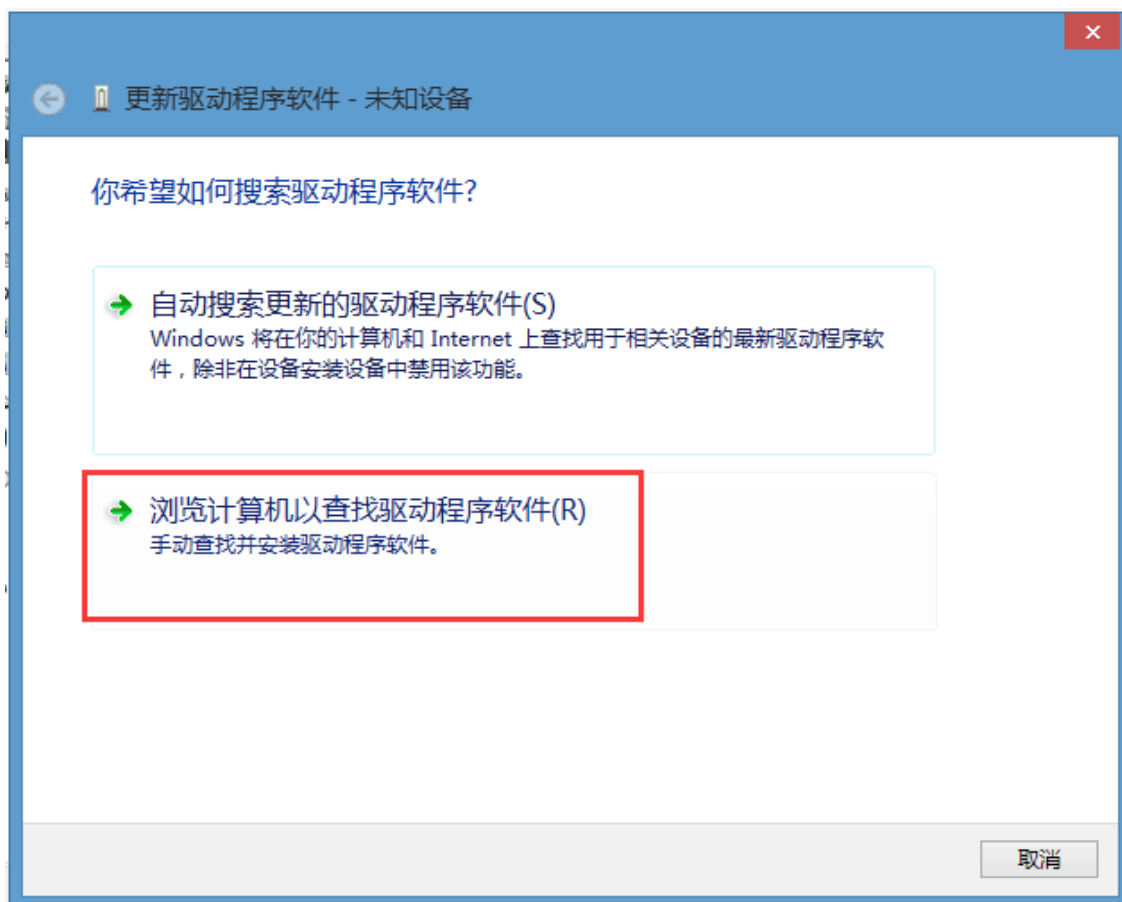 更新驱动程序软件 - 未知设备
你希望如何搜索驱动程序软件?
自动搜索更新的驱动程序软件(S)
Windows 将在你的计算机和 Internet 上查找用于相关设备的最新驱动程序软
件，除非在设备安装设备中禁用该功能。
浏览计算机以查找驱动程序软件(R)
手动查找并安装驱动程序软件。
取消